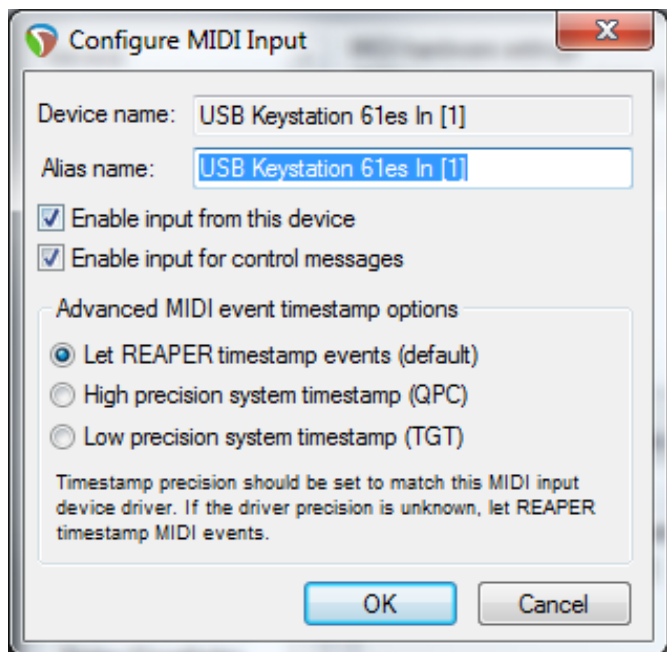 Configure MIDI Input
Device name: USB Keystation 61es In [1]
Alias name: USB Keystation 61es In [1]
Enable input from this device
Enable input for control messages
Advanced MIDI event timestamp options
Let REAPER timestamp events (default)
High precision system timestamp (QPC)
Low precision system timestamp (TGT)
Timestamp precision should be set to match this MIDI input
device driver. If the driver precision is unknown, let REAPER
timestamp MIDI events.
OK Cancel